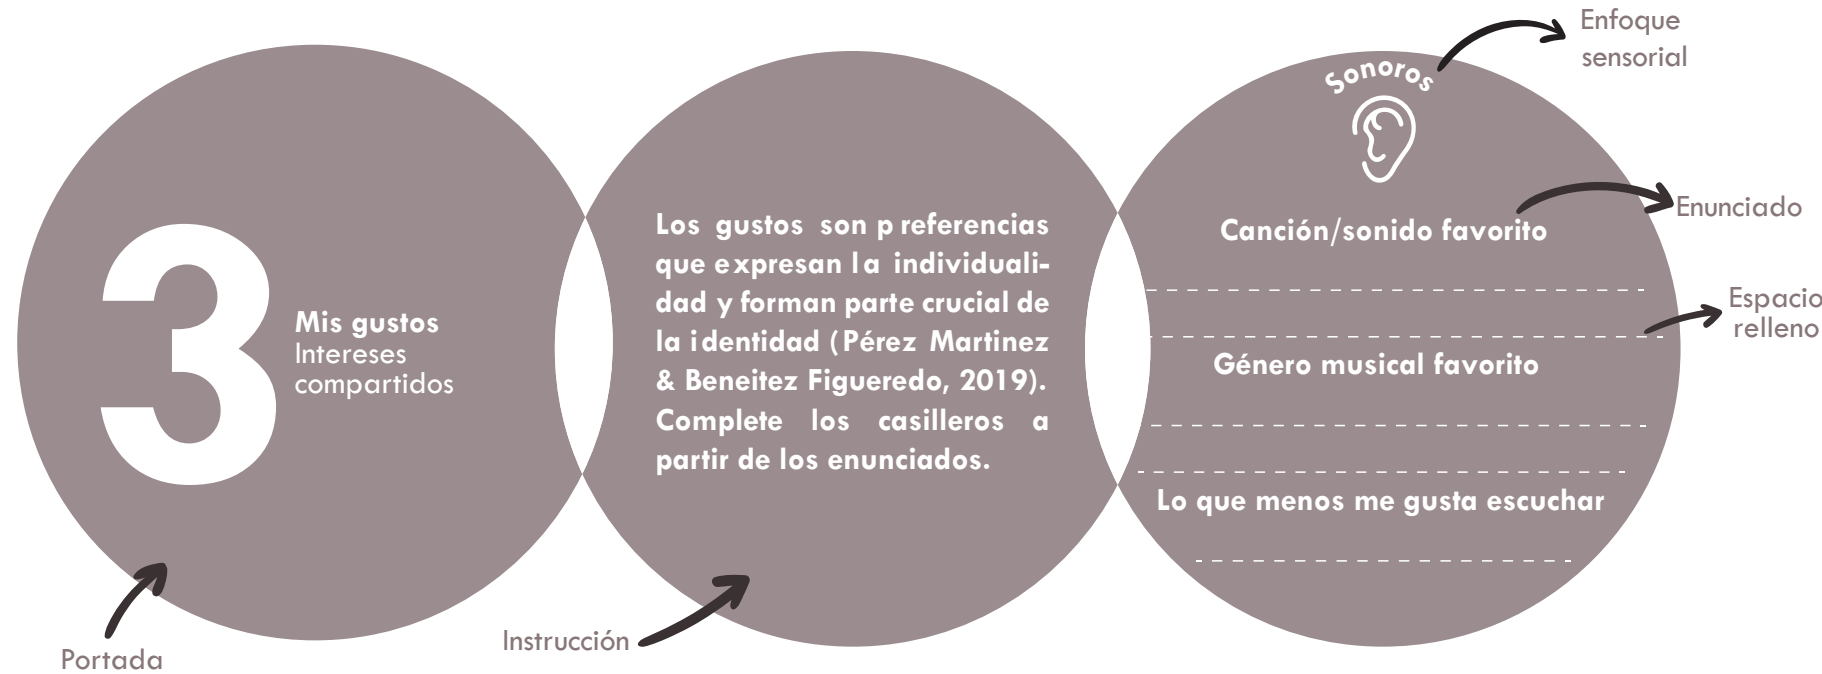 3
Mis gustos
Intereses
compartidos
Portada
Los gustos son preferencias
que expresan la individuali-
dad y forman parte crucial de
la identidad (Pérez Martinez
& Beneitez Figueredo, 2019).
Complete los casilleros a
partir de los enunciados.
Instrucción
Sonoros
Enfoque
sensorial
Canción/sonido favorito
Enunciado
Espacio
relleno
Género musical favorito
Lo que menos me gusta escuchar